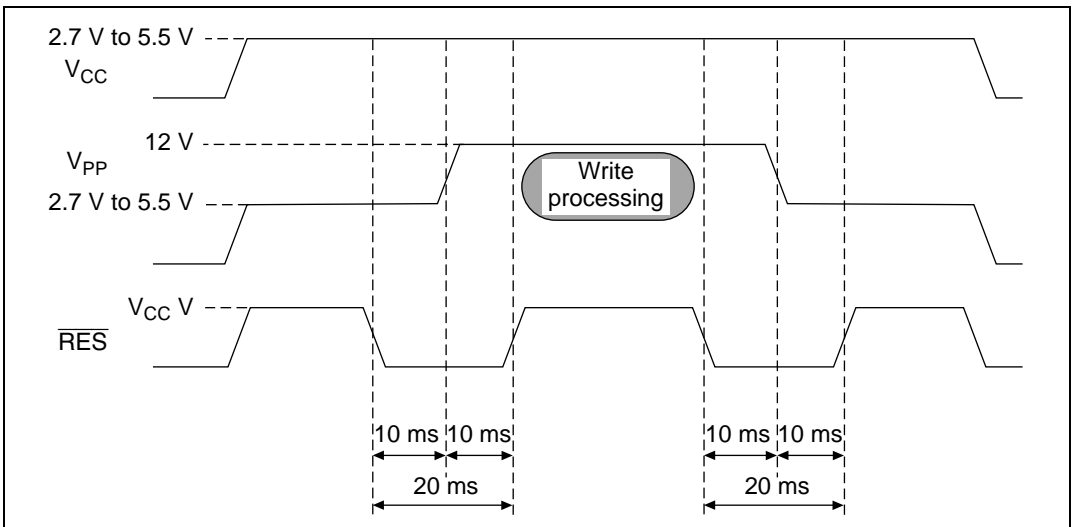 2.7 V to 5.5 V
VCC
12 V
VPP
2.7 V to 5.5 V
Write
processing
VCC V
RES
10 ms 10 ms 10 ms 10 ms
20 ms 20 ms